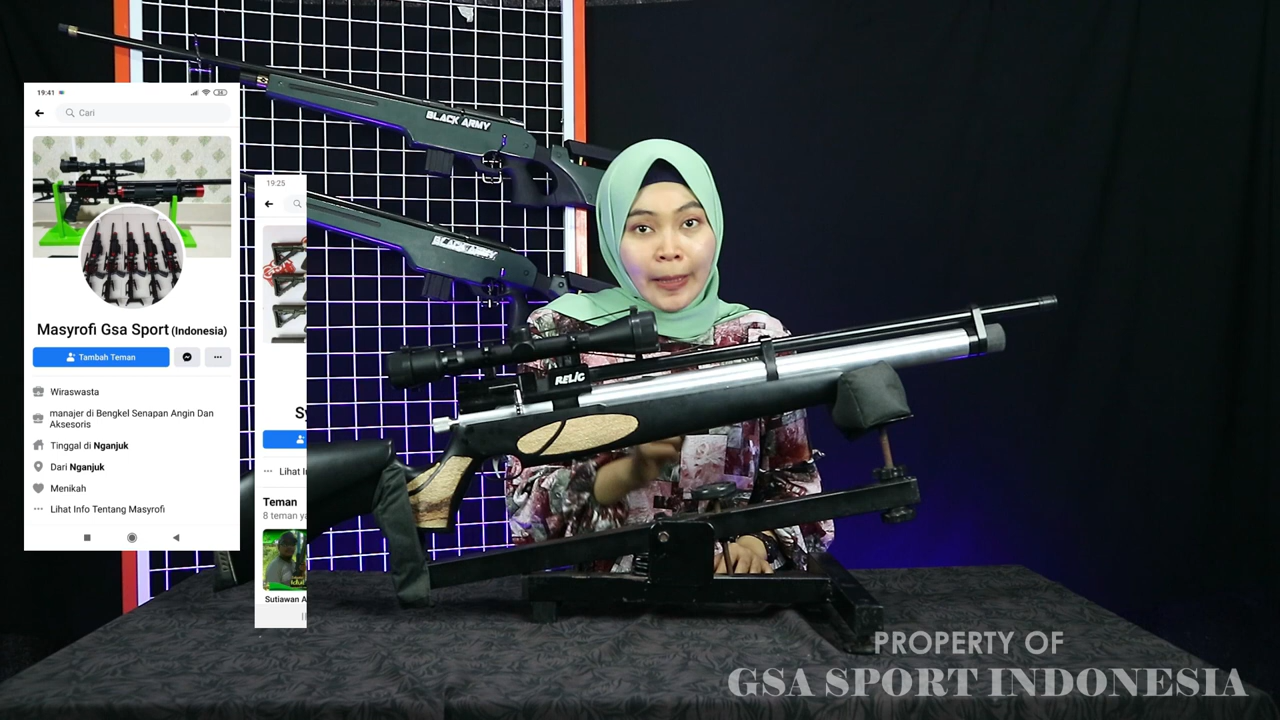 19:41
Cari
Masyrofi Gsa Sport (Indonesia)
Tambah Teman
Wiraswasta
manajer di Bengkel Senapan Angin Dan
Aksesoris
Tinggal di Nganjuk
Dari Nganjuk
Menikah
Lihat Info Tentang Masyrofi
19:25
Teman
8 teman
Sutiawan
BLACK ARMY
BLACK ARMY
RELIC
PROPERTY OF
GSA SPORT INDONESIA